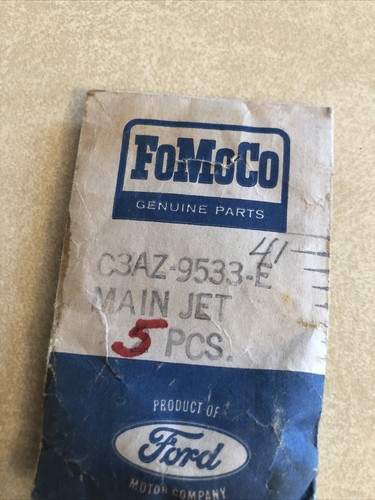 FoMoCo
GENUINE PARTS
41
C3AZ-9533-E
MAIN JET
5 PCS.
PRODUCT OF
Ford
MOTOR COMPANY